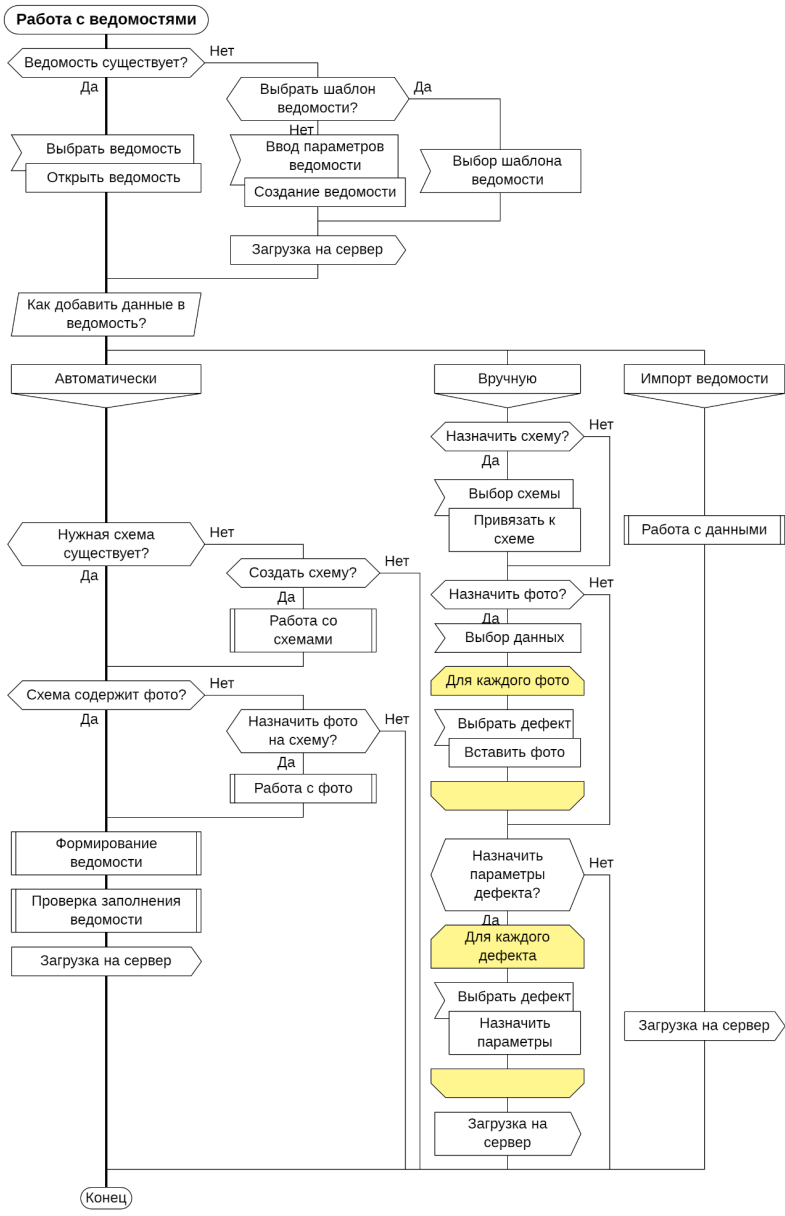 Работа с ведомостями
Ведомость существует?
Нет
Да
Выбрать шаблон
ведомости?
Да
Нет
Выбрать ведомость
Открыть ведомость
Ввод параметров
ведомости
Создание ведомости
Выбор шаблона
ведомости
Загрузка на сервер
Как добавить данные в
ведомость?
Автоматически
Вручную
Импорт ведомости
Нужная схема
существует?
Нет
Да
Создать схему?
Нет
Да
Работа со
схемами
Схема содержит фото?
Нет
Да
Назначить фото
на схему?
Нет
Да
Работа с фото
Формирование
ведомости
Проверка заполнения
ведомости
Загрузка на сервер
Назначить схему?
Нет
Да
Выбор схемы
Привязать к
схеме
Назначить фото?
Нет
Да
Выбор данных
Для каждого фото
Выбрать дефект
Вставить фото
Назначить
параметры
дефекта?
Нет
Да
Для каждого
дефекта
Выбрать дефект
Назначить
параметры
Загрузка на
сервер
Работа с данными
Загрузка на сервер
Конец